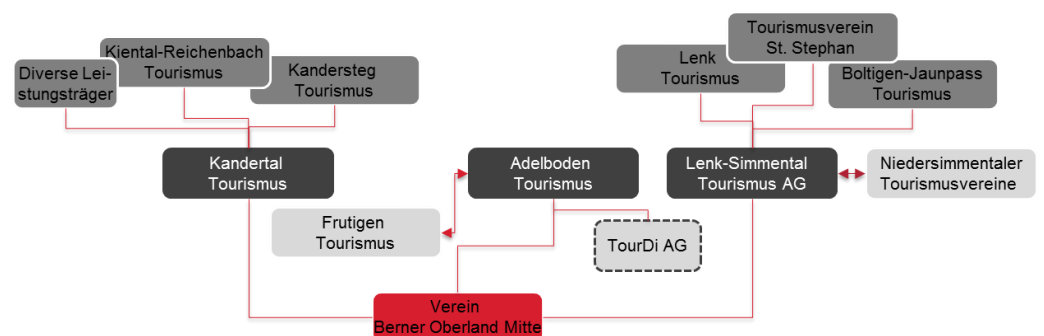 Diverse Lei-
stungsträger
Kiental-Reichenbach
Tourismus
Kandersteg
Tourismus
Lenk
Tourismus
Tourismusverein
St. Stephan
Boltigen-Jaunpass
Tourismus
Kandertal
Tourismus
Adelboden
Tourismus
Lenk-Simmental
Tourismus AG
Niedersimmentaler
Tourismusvereine
Frutigen
Tourismus
TourDi AG
Verein
Berner Oberland Mitte